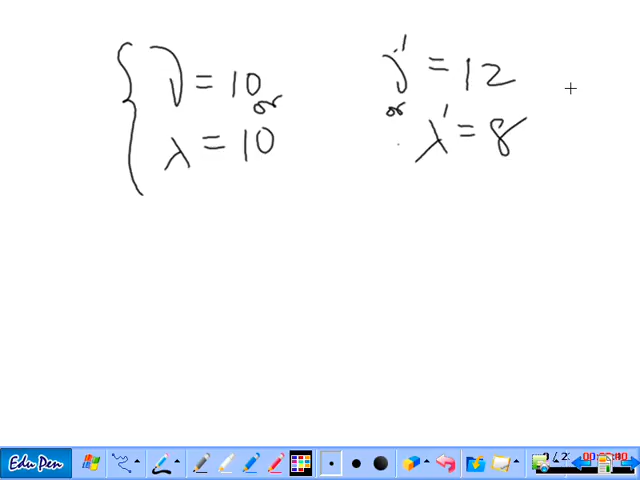 ν = 10
or
λ = 10
ν' = 12
or
λ' = 8
Edu Pen